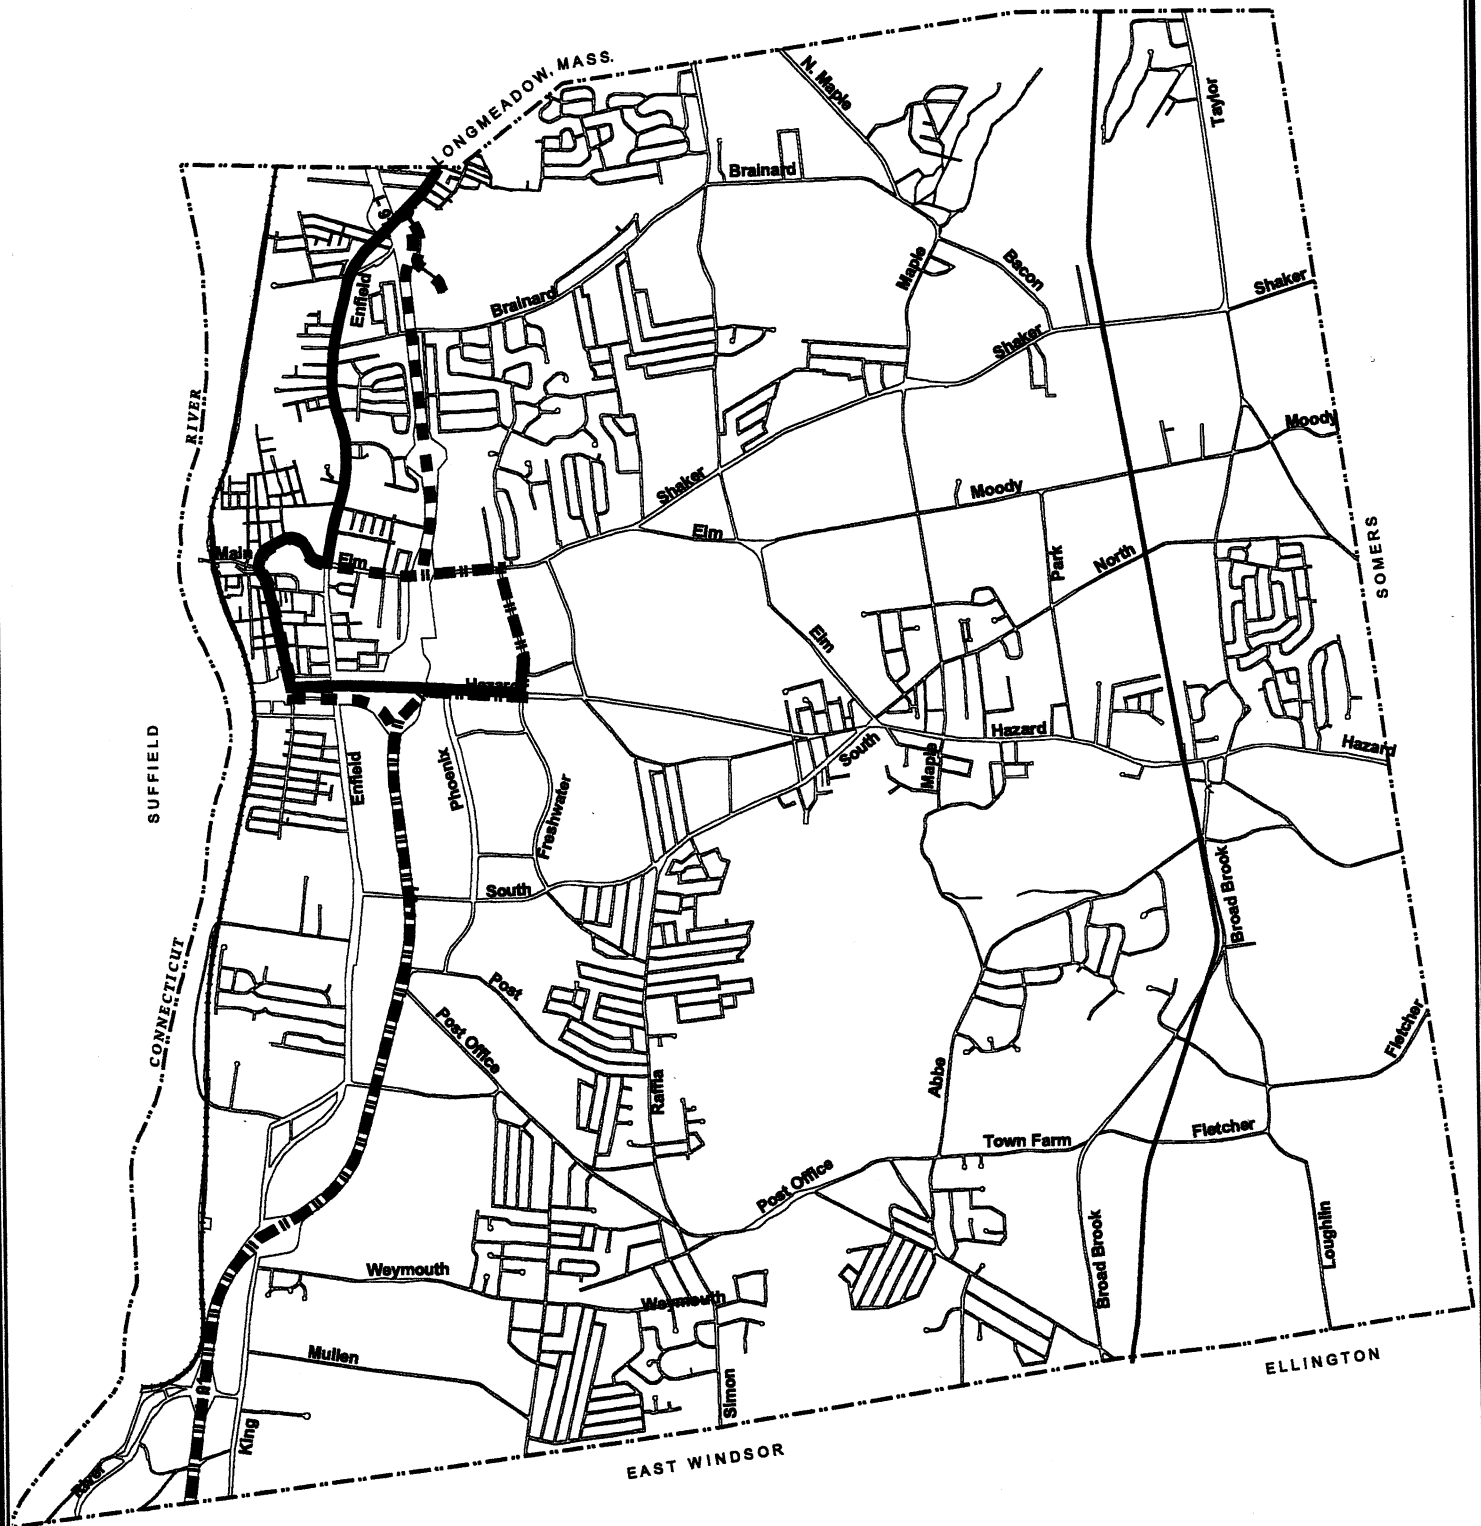 LONGMEADOW, MASS.
N. Maple
Taylor
Brainard
Enfield
Maple
Bacon
Shaker
Brainard
Shaker
RIVER
Moody
Shaker
Moody
Elm
SOMERS
Main
Elm
Park
North
Elm
Hazard
SUFFIELD
Enfield
Phoenix
Freshwater
South
Maple
Hazard
Hazard
South
Broad Brook
CONNECTICUT
Post
Post Office
Raffia
Abbe
Fletcher
Town Farm
Fletcher
Post Office
Weymouth
Weymouth
Broad Brook
Loughlin
Mullen
Simon
King
River
ELLINGTON
EAST WINDSOR